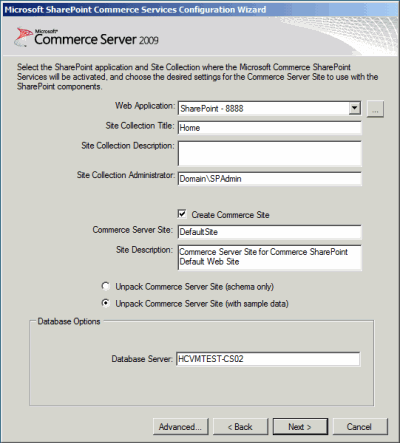 Microsoft SharePoint Commerce Services Configuration Wizard
Microsoft
Commerce Server 2009
Select the SharePoint application and Site Collection where the Microsoft Commerce SharePoint
Services will be activated, and choose the desired settings for the Commerce Server Site to use with the
SharePoint components.
Web Application: SharePoint - 8888 ...
Site Collection Title: Home
Site Collection Description:
Site Collection Administrator: Domain\SPAdmin
Create Commerce Site
Commerce Server Site: DefaultSite
Site Description: Commerce Server Site for Commerce SharePoint
Default Web Site
Unpack Commerce Server Site (schema only)
Unpack Commerce Server Site (with sample data)
Database Options
Database Server: HCVMTEST-CS02
Advanced... < Back Next > Cancel